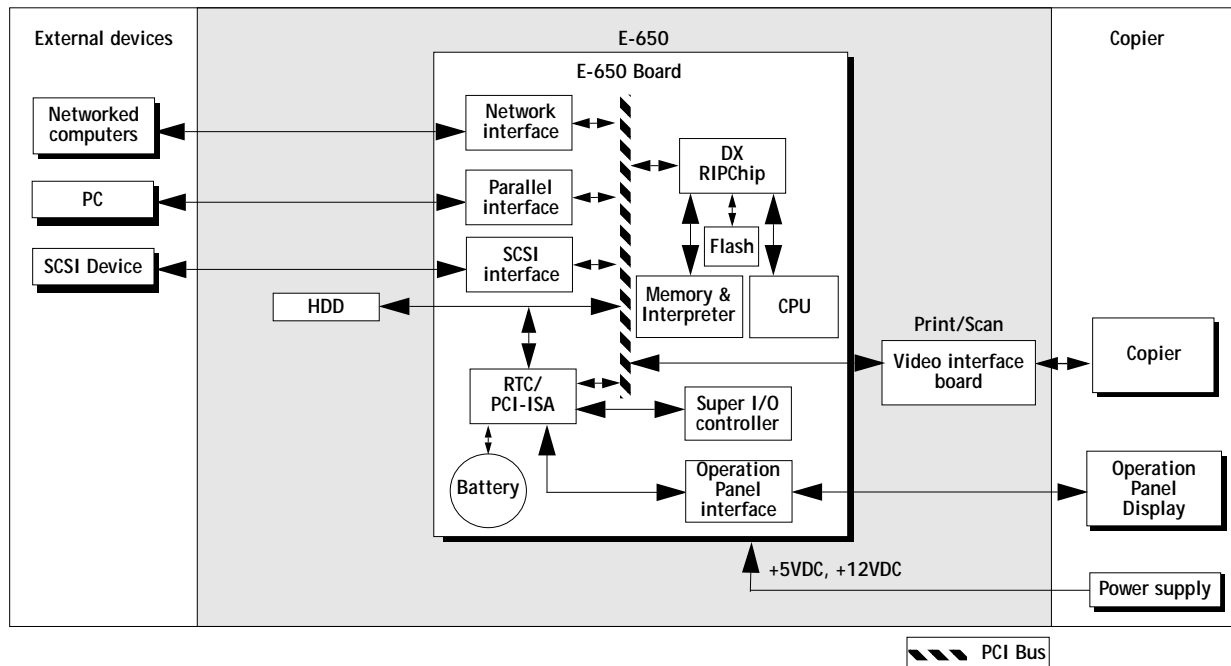 External devices
E-650
Copier
E-650 Board
Networked
computers
Network
interface
DX
RIPChip
PC
Parallel
interface
Flash
SCSI Device
SCSI
interface
HDD
Memory &
Interpreter
CPU
Print/Scan
Video interface
board
Copier
RTC/
PCI-ISA
Super I/O
controller
Battery
Operation
Panel
interface
Operation
Panel
Display
+5VDC, +12VDC
Power supply
PCI Bus